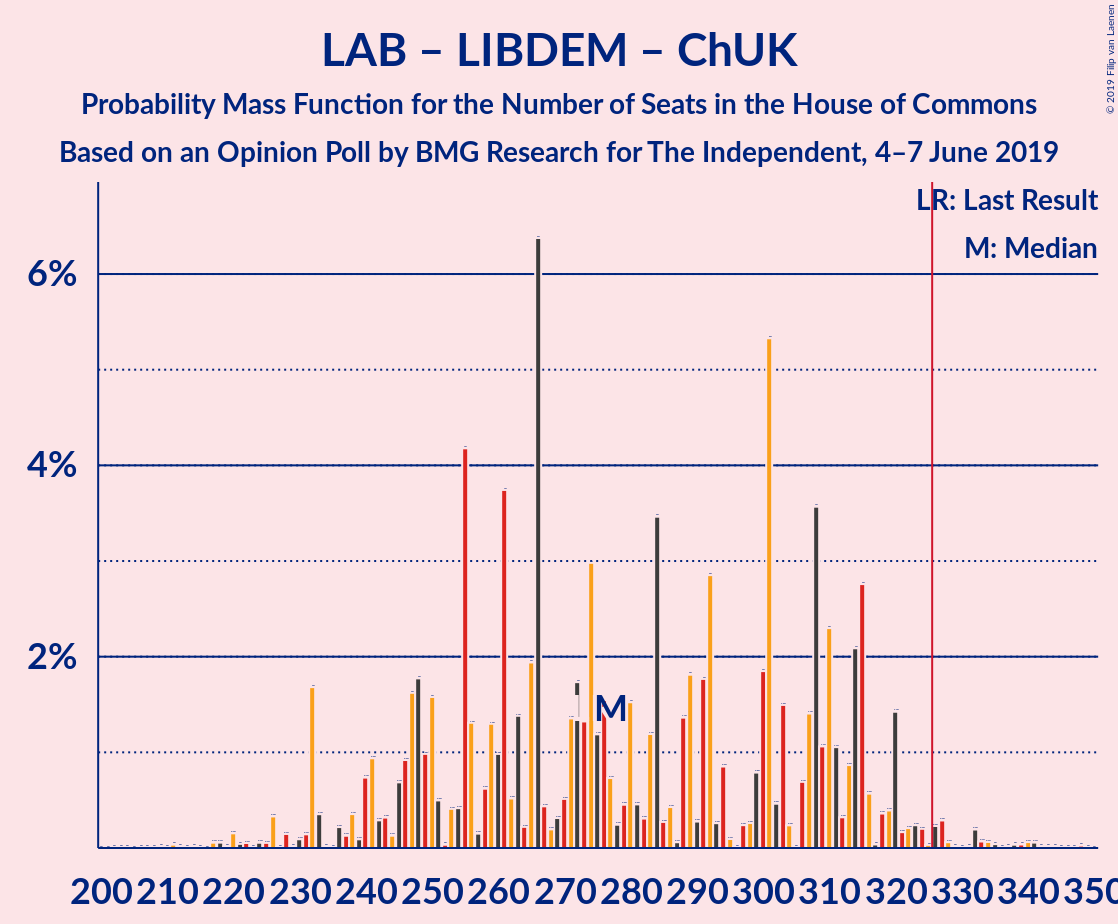 LAB – LIBDEM – ChUK
Probability Mass Function for the Number of Seats in the House of Commons
Based on an Opinion Poll by BMG Research for The Independent, 4–7 June 2019
© 2019 Filip van Laenen
LR: Last Result
M: Median
6%
4%
2%
M
200 210 220 230 240 250 260 270 280 290 300 310 320 330 340 350